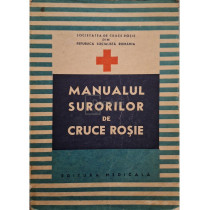 SOCIETATEA DE CRUCE ROȘIE
DIN
REPUBLICA SOCIALISTĂ ROMÂNIA
MANUALUL
SURORILOR
DE
CRUCE ROȘIE
EDITURA MEDICALĂ